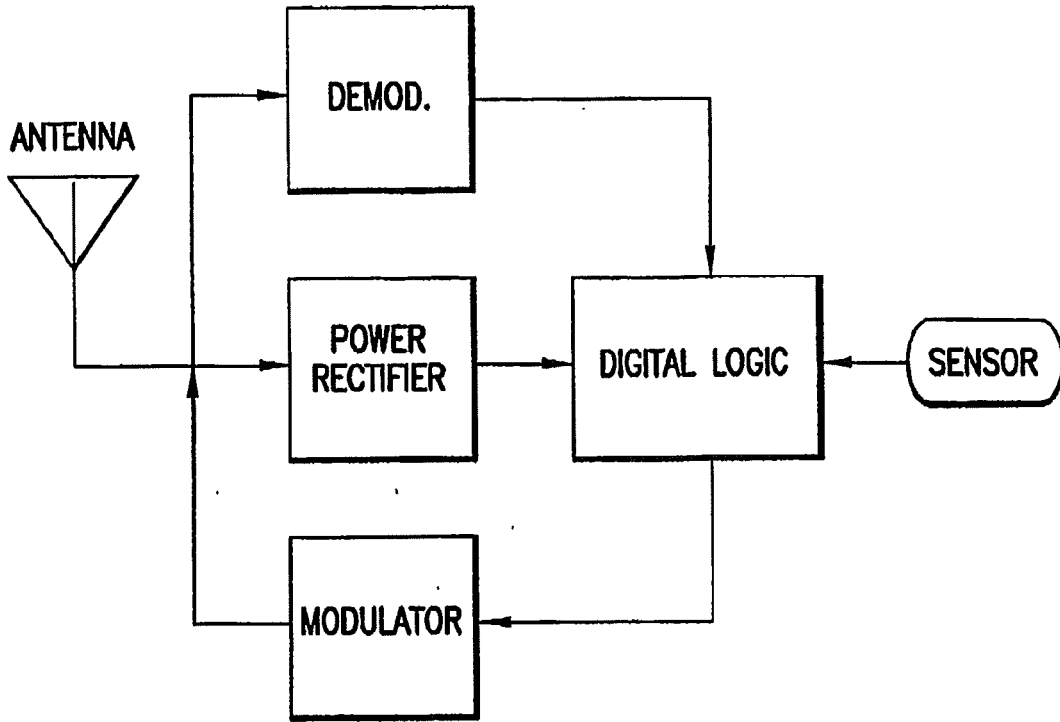 DEMOD.
ANTENNA
POWER
RECTIFIER
DIGITAL LOGIC
SENSOR
MODULATOR